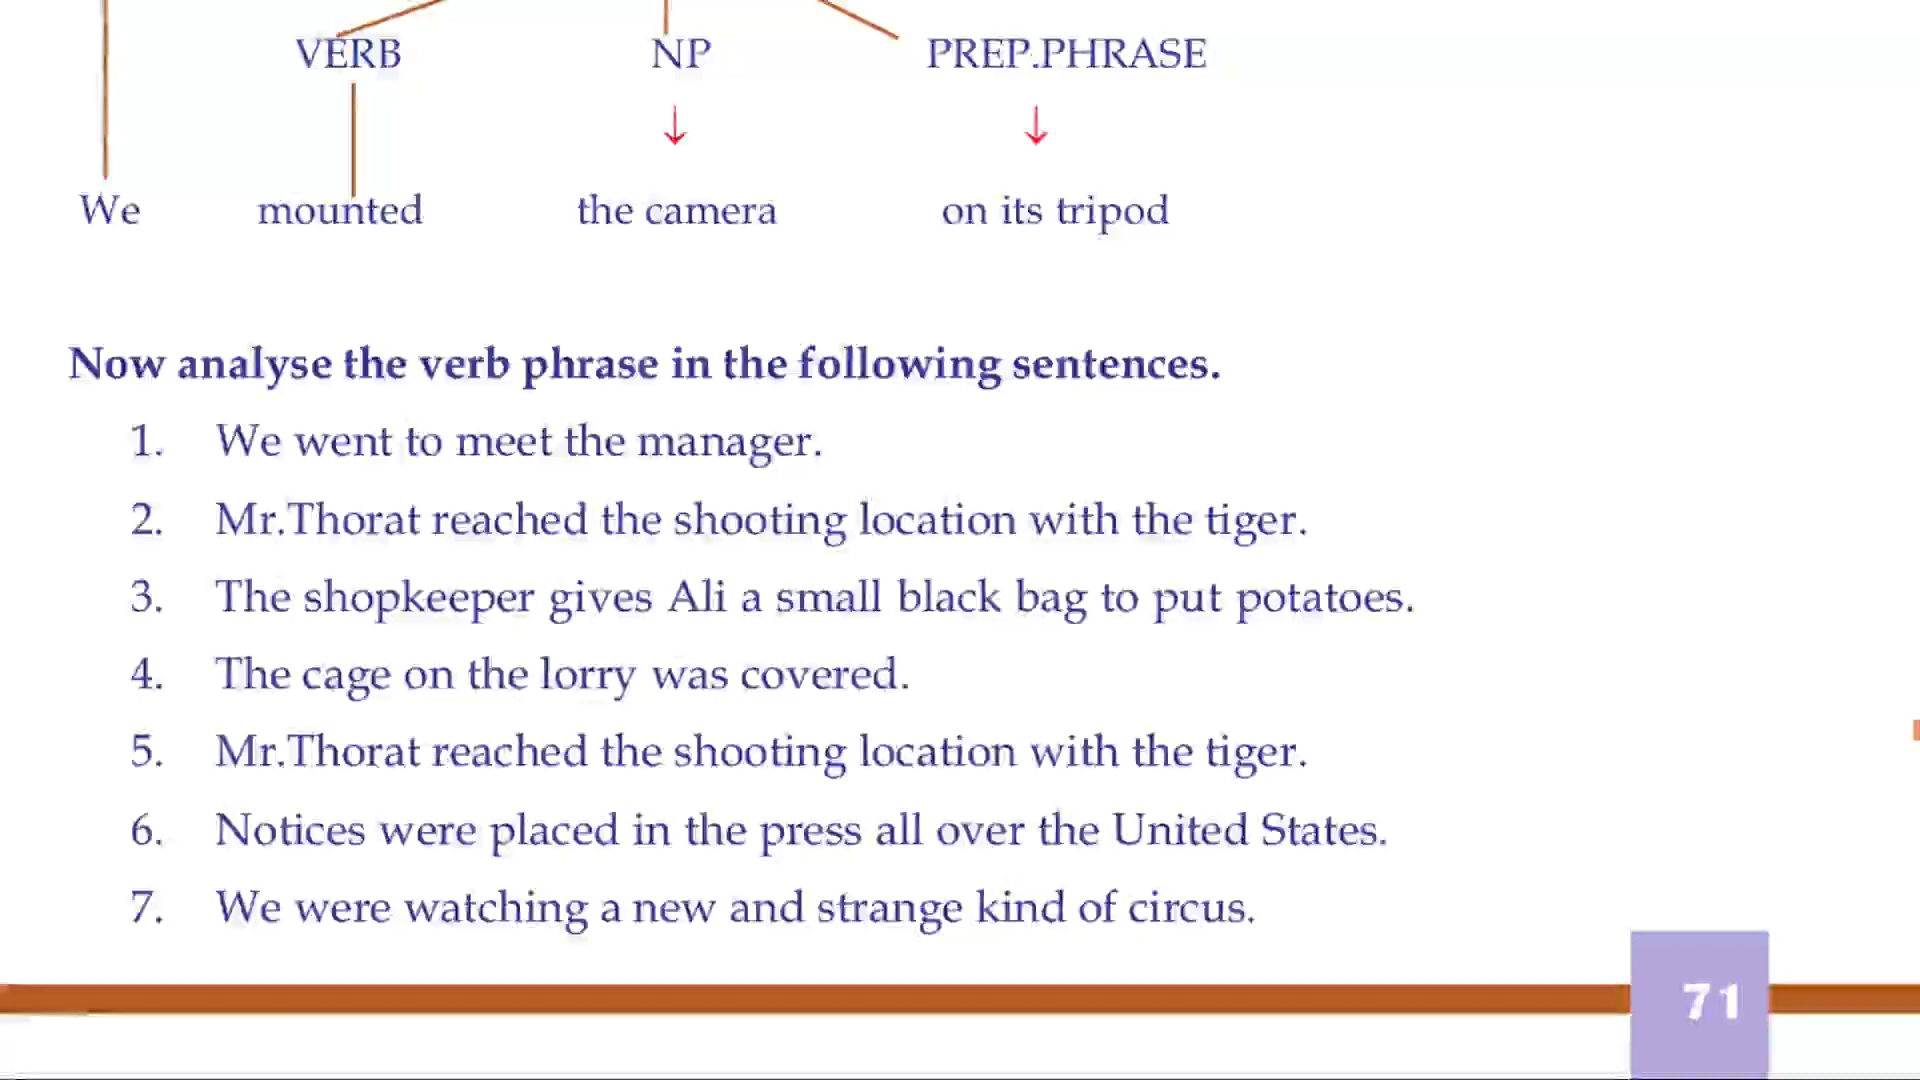 VERB NP PREP.PHRASE
↓ ↓
We mounted the camera on its tripod
Now analyse the verb phrase in the following sentences.
1. We went to meet the manager.
2. Mr.Thorat reached the shooting location with the tiger.
3. The shopkeeper gives Ali a small black bag to put potatoes.
4. The cage on the lorry was covered.
5. Mr.Thorat reached the shooting location with the tiger.
6. Notices were placed in the press all over the United States.
7. We were watching a new and strange kind of circus.
71